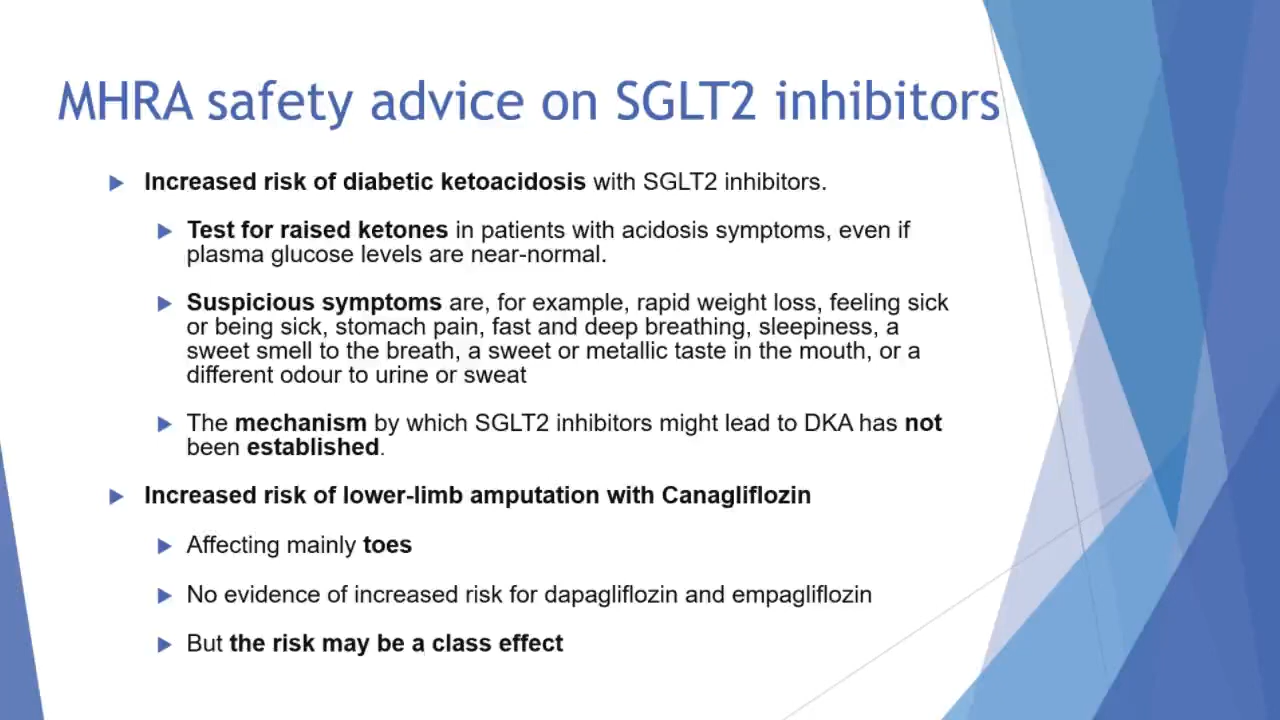 MHRA safety advice on SGLT2 inhibitors
Increased risk of diabetic ketoacidosis with SGLT2 inhibitors.
Test for raised ketones in patients with acidosis symptoms, even if
plasma glucose levels are near-normal.
Suspicious symptoms are, for example, rapid weight loss, feeling sick
or being sick, stomach pain, fast and deep breathing, sleepiness, a
sweet smell to the breath, a sweet or metallic taste in the mouth, or a
different odour to urine or sweat
The mechanism by which SGLT2 inhibitors might lead to DKA has not
been established.
Increased risk of lower-limb amputation with Canagliflozin
Affecting mainly toes
No evidence of increased risk for dapagliflozin and empagliflozin
But the risk may be a class effect